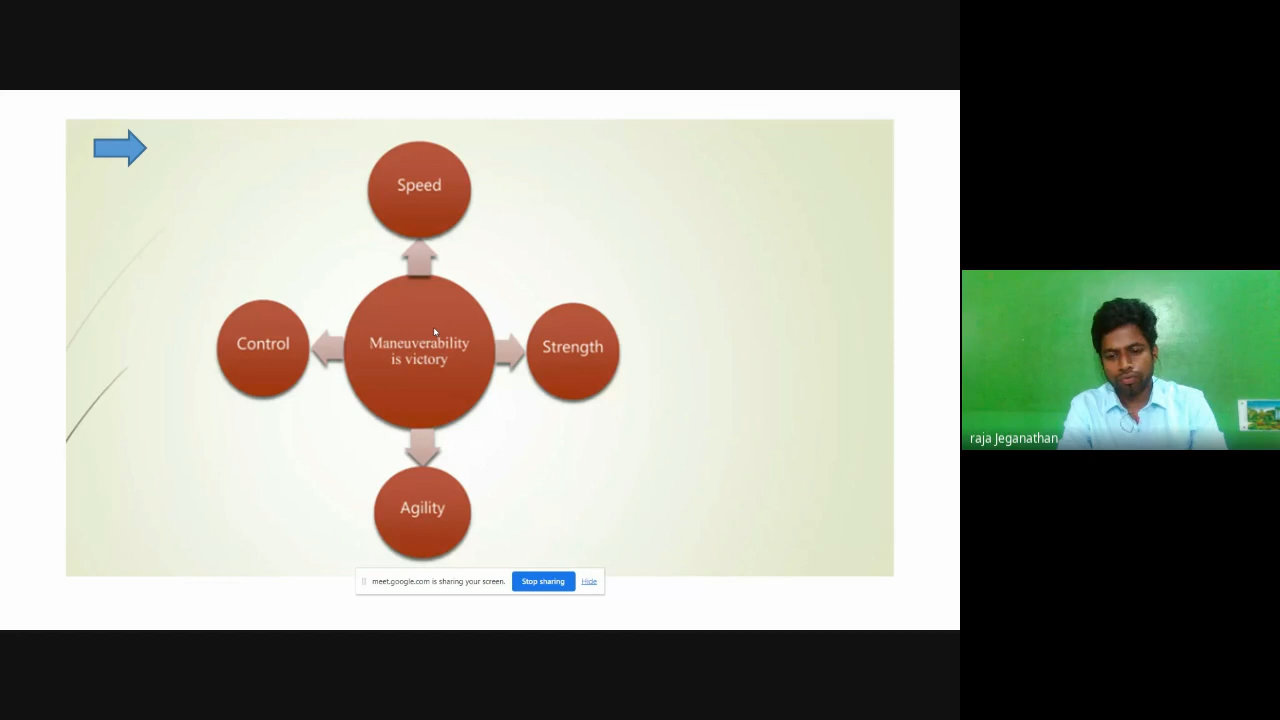 Speed
Control
Maneuverability
is victory
Strength
Agility
raja Jeganathan
meet.google.com is sharing your screen. Stop sharing Hide